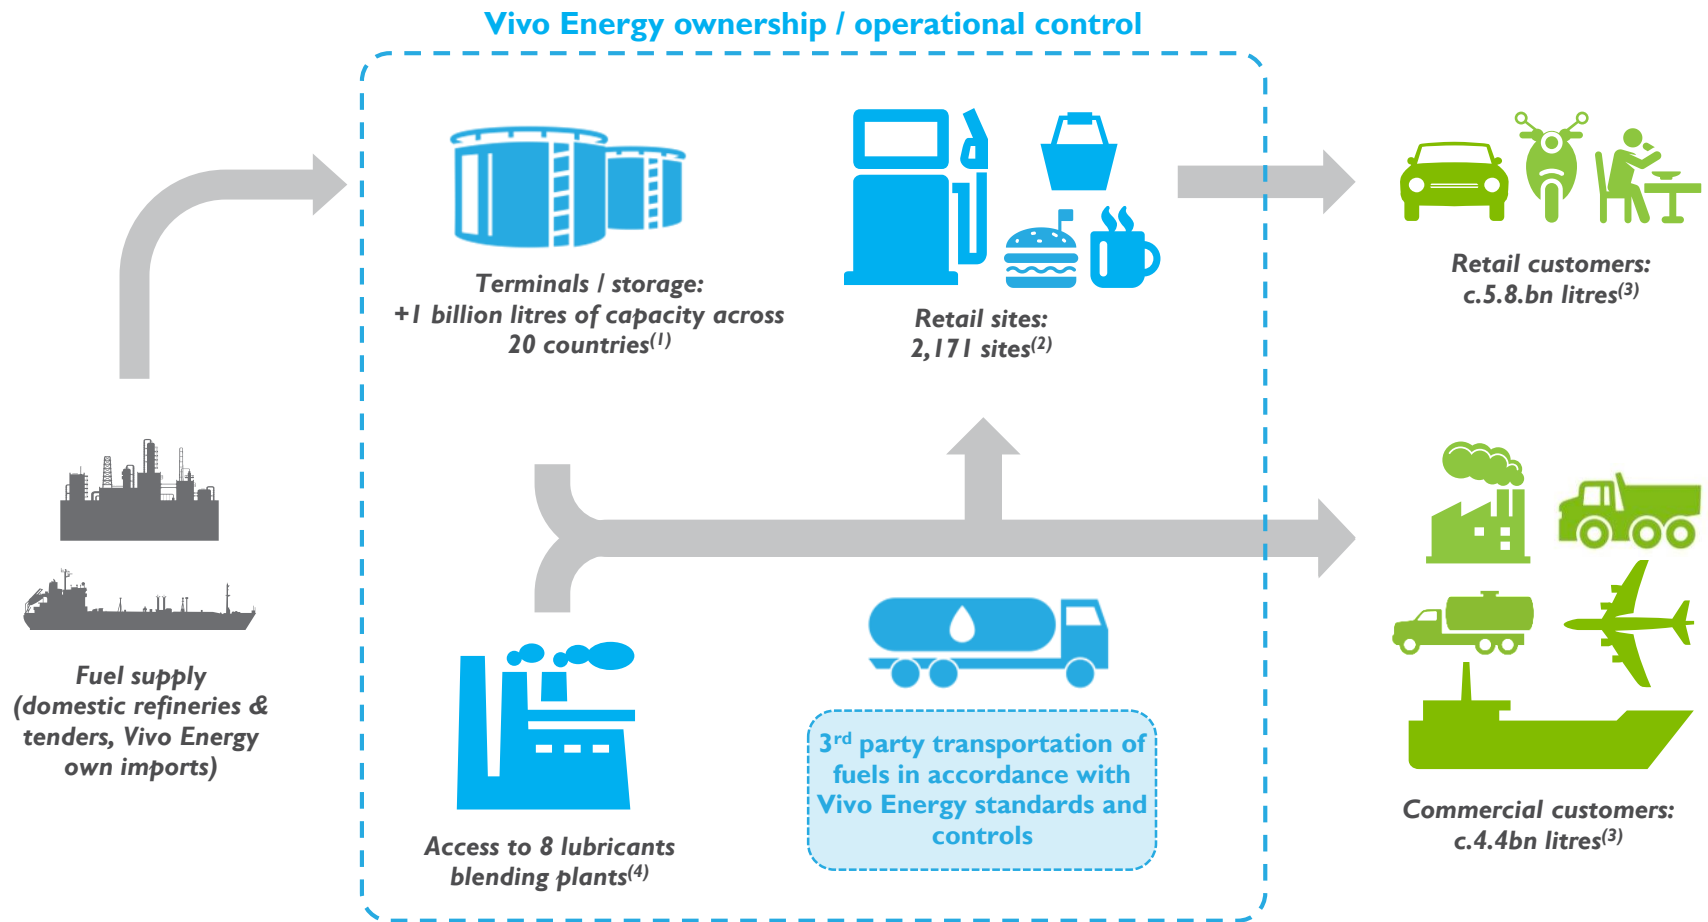 Vivo Energy ownership / operational control
Terminals / storage:
+1 billion litres of capacity across
20 countries(1)
Retail sites:
2,171 sites(2)
Retail customers:
c.5.8.bn litres(3)
Fuel supply
(domestic refineries &
tenders, Vivo Energy
own imports)
Access to 8 lubricants
blending plants(4)
3rd party transportation of
fuels in accordance with
Vivo Energy standards and
controls
Commercial customers:
c.4.4bn litres(3)